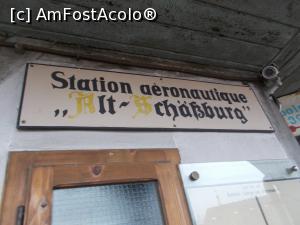 [c] AmFostAcolo®
Station aéronautique
„Alt-Schäßburg"